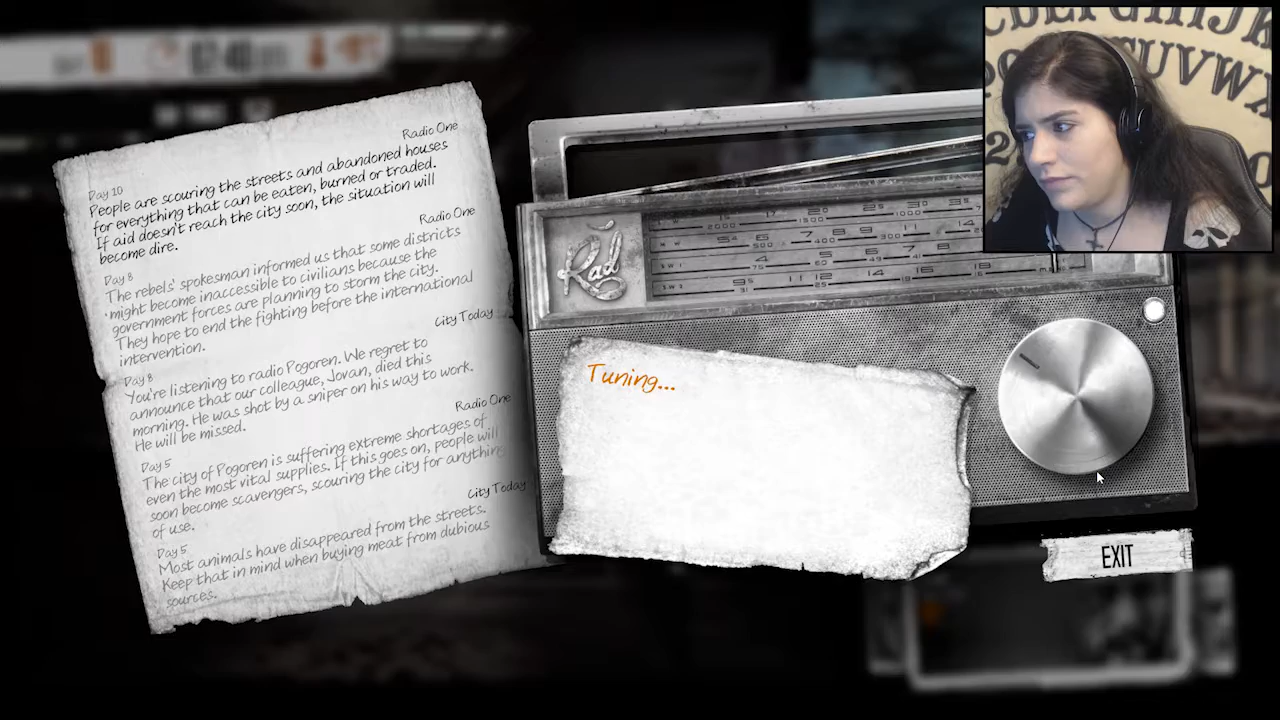 Radio One
Day 10
People are scouring the streets and abandoned houses
for everything that can be eaten, burned or traded.
If aid doesn't reach the city soon, the situation will
become dire.
Radio One
Day 8
The rebels' spokesman informed us that some districts
might become inaccessible to civilians because the
government forces are planning to storm the city.
They hope to end the fighting before the international
intervention.
City Today
Day 8
You're listening to radio Pogoren. We regret to
announce that our colleague, Jovan, died this
morning. He was shot by a sniper on his way to work.
He will be missed.
Radio One
Day 5
The city of Pogoren is suffering extreme shortages of
even the most vital supplies. If this goes on, people will
soon become scavengers, scouring the city for anything
of use.
City Today
Day 5
Most animals have disappeared from the streets.
Keep that in mind when buying meat from dubious
sources.
Rad
Tuning...
EXIT